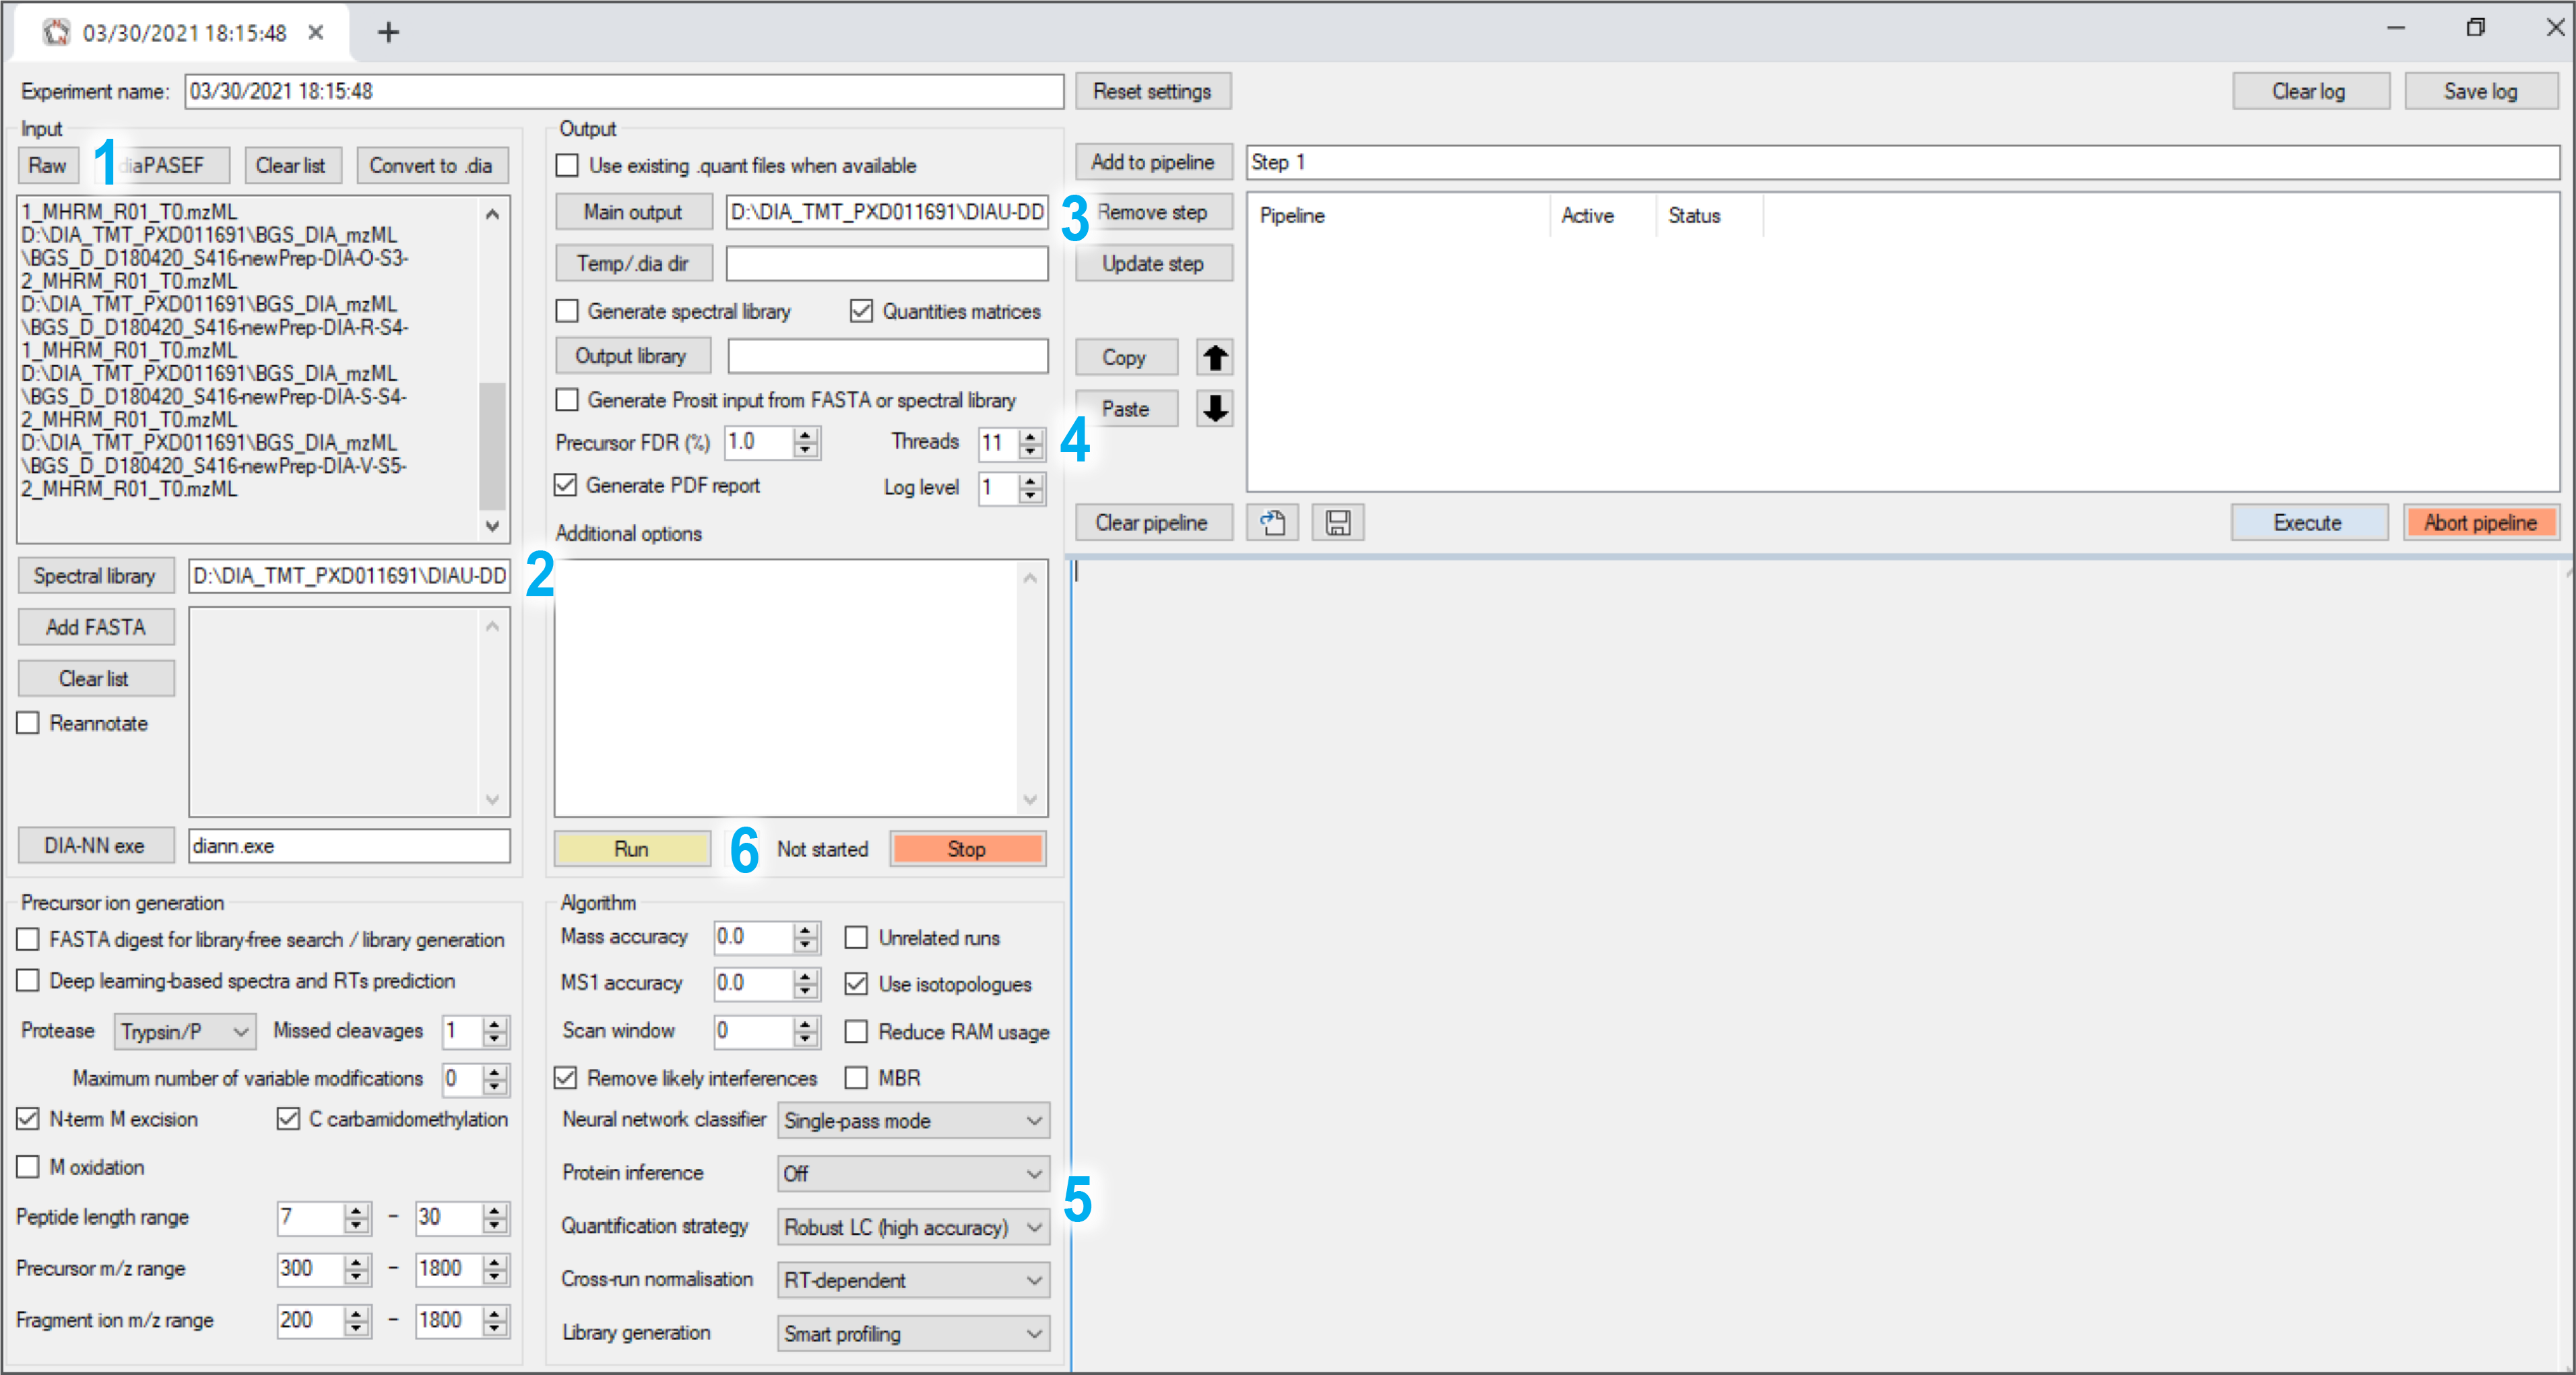 03/30/2021 18:15:48
Experiment name: 03/30/2021 18:15:48 Reset settings Clear log Save log
Input
Raw 1 diaPASEF Clear list Convert to .dia
1_MHRM_R01_T0.mzML
D:\DIA_TMT_PXD011691\BGS_DIA_mzML
\BGS_D_D180420_S416-newPrep-DIA-O-S3-
2_MHRM_R01_T0.mzML
D:\DIA_TMT_PXD011691\BGS_DIA_mzML
\BGS_D_D180420_S416-newPrep-DIA-R-S4-
1_MHRM_R01_T0.mzML
D:\DIA_TMT_PXD011691\BGS_DIA_mzML
\BGS_D_D180420_S416-newPrep-DIA-S-S4-
2_MHRM_R01_T0.mzML
D:\DIA_TMT_PXD011691\BGS_DIA_mzML
\BGS_D_D180420_S416-newPrep-DIA-V-S5-
2_MHRM_R01_T0.mzML
Spectral library D:\DIA_TMT_PXD011691\DIAU-DD 2
Add FASTA
Clear list
Reannotate
DIA-NN exe diann.exe
Output
Use existing .quant files when available
Main output D:\DIA_TMT_PXD011691\DIAU-DD 3
Temp/.dia dir
Generate spectral library Quantities matrices
Output library
Generate Prosit input from FASTA or spectral library
Precursor FDR (%) 1.0 Threads 11 4
Generate PDF report Log level 1
Additional options
Run 6 Not started Stop
Add to pipeline Step 1
Remove step
Update step
Copy
Paste
Pipeline Active Status
Clear pipeline Execute Abort pipeline
Precursor ion generation
FASTA digest for library-free search / library generation
Deep learning-based spectra and RTs prediction
Protease Trypsin/P Missed cleavages 1
Maximum number of variable modifications 0
N-term M excision C carbamidomethylation
M oxidation
Peptide length range 7 - 30
Precursor m/z range 300 - 1800
Fragment ion m/z range 200 - 1800
Algorithm
Mass accuracy 0.0 Unrelated runs
MS1 accuracy 0.0 Use isotopologues
Scan window 0 Reduce RAM usage
Remove likely interferences MBR
Neural network classifier Single-pass mode
Protein inference Off
5
Quantification strategy Robust LC (high accuracy)
Cross-run normalisation RT-dependent
Library generation Smart profiling